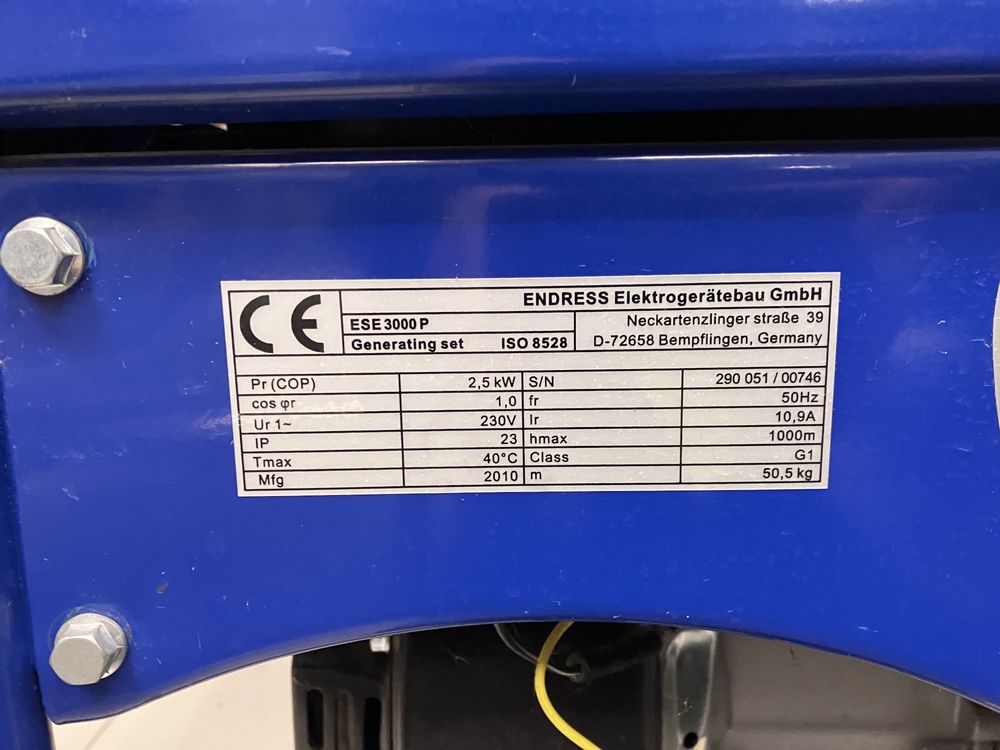 CE
ENDRESS Elektrogerätebau GmbH
ESE 3000 P
Neckartenzlinger straße 39
Generating set ISO 8528
D-72658 Bempflingen, Germany
Pr (COP) 2,5 kW S/N 290 051 / 00746
cos φr 1,0 fr 50Hz
Ur 1~ 230V Ir 10,9A
IP 23 hmax 1000m
Tmax 40°C Class G1
Mfg 2010 m 50,5 kg